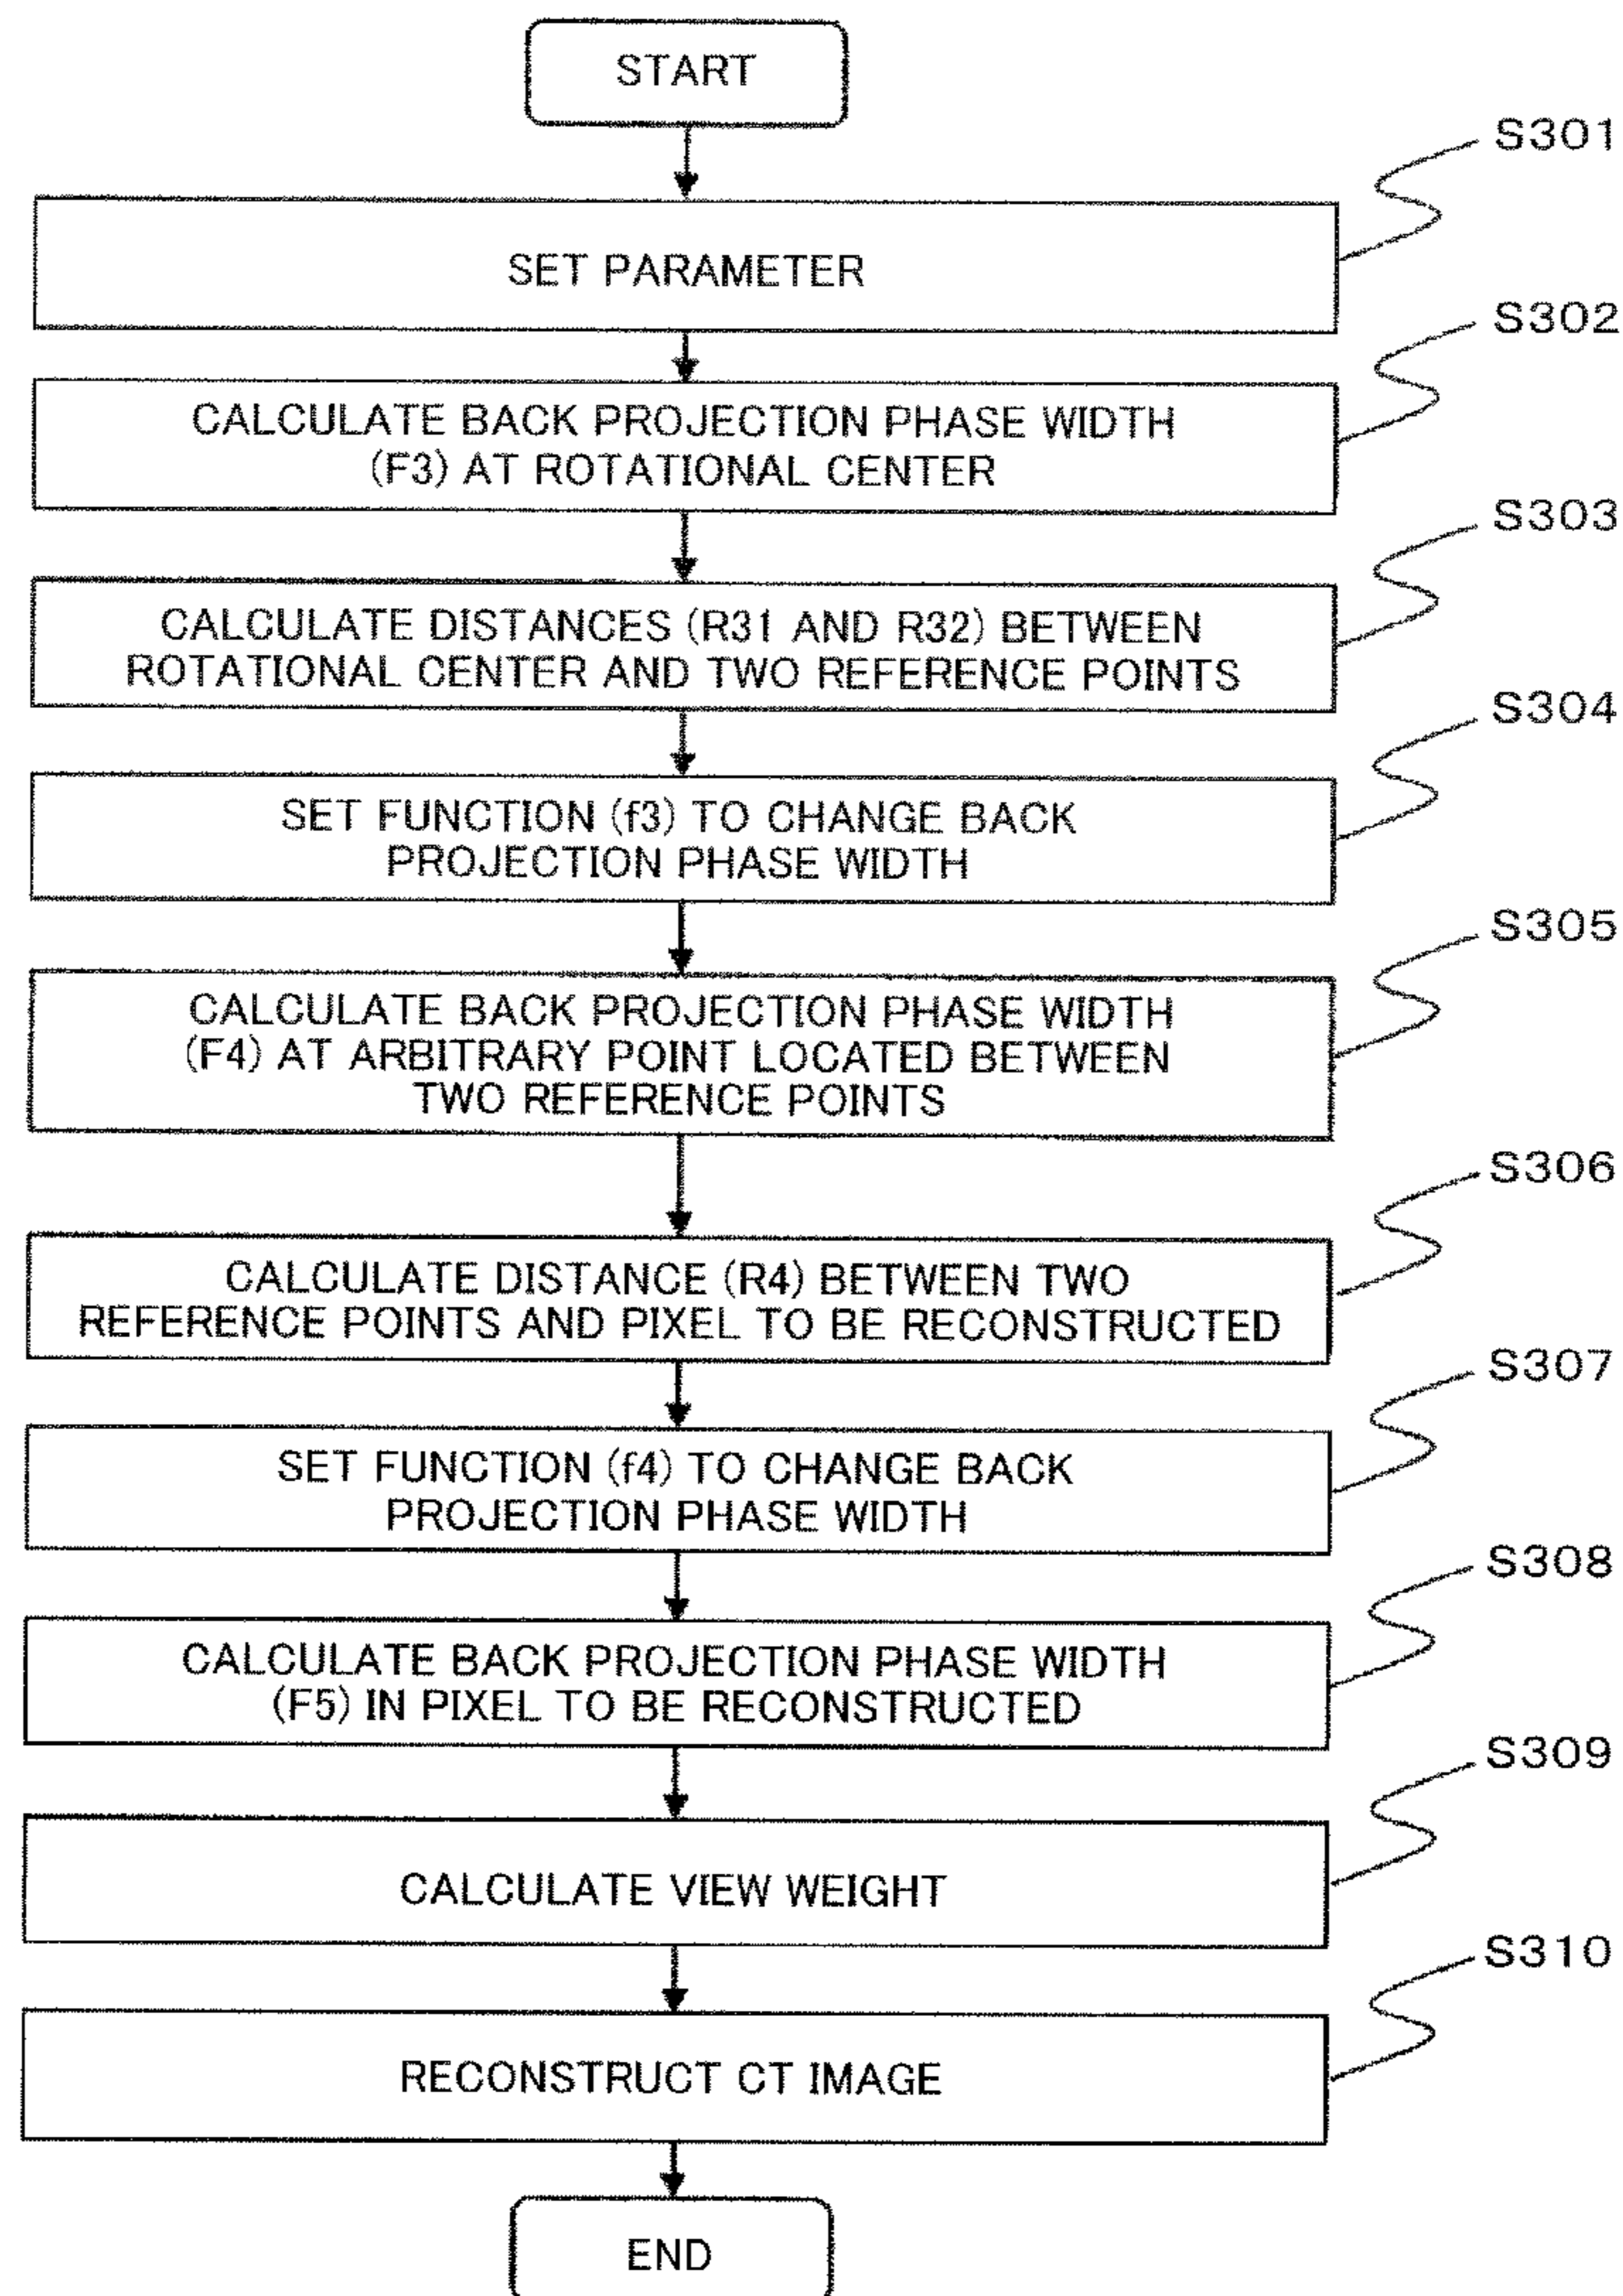 START
S301
SET PARAMETER
S302
CALCULATE BACK PROJECTION PHASE WIDTH
(F3) AT ROTATIONAL CENTER
S303
CALCULATE DISTANCES (R31 AND R32) BETWEEN
ROTATIONAL CENTER AND TWO REFERENCE POINTS
S304
SET FUNCTION (f3) TO CHANGE BACK
PROJECTION PHASE WIDTH
S305
CALCULATE BACK PROJECTION PHASE WIDTH
(F4) AT ARBITRARY POINT LOCATED BETWEEN
TWO REFERENCE POINTS
S306
CALCULATE DISTANCE (R4) BETWEEN TWO
REFERENCE POINTS AND PIXEL TO BE RECONSTRUCTED
S307
SET FUNCTION (f4) TO CHANGE BACK
PROJECTION PHASE WIDTH
S308
CALCULATE BACK PROJECTION PHASE WIDTH
(F5) IN PIXEL TO BE RECONSTRUCTED
S309
CALCULATE VIEW WEIGHT
S310
RECONSTRUCT CT IMAGE
END